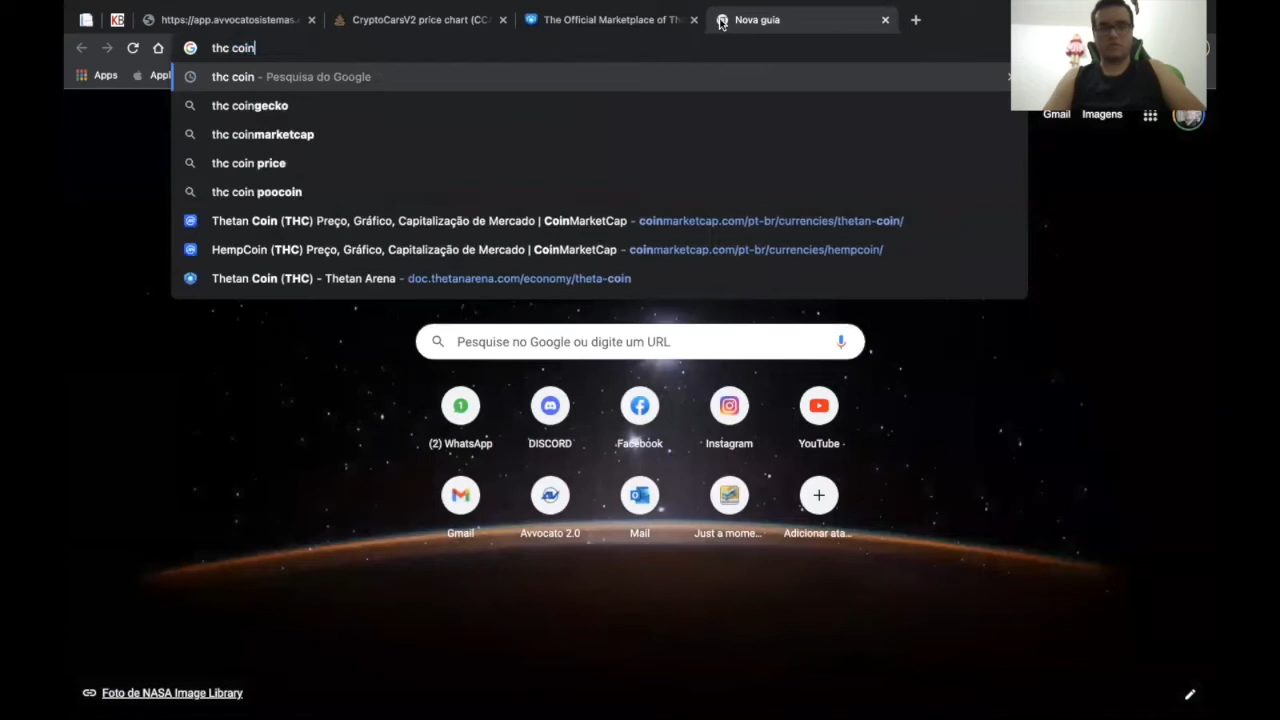 KB
https://app.avvocatosistemas.
CryptoCarsV2 price chart (CC
The Official Marketplace of Th
Nova guia
thc coin
Apps
Appl
thc coin - Pesquisa do Google
thc coingecko
thc coinmarketcap
thc coin price
thc coin poocoin
Thetan Coin (THC) Preço, Gráfico, Capitalização de Mercado | CoinMarketCap - coinmarketcap.com/pt-br/currencies/thetan-coin/
HempCoin (THC) Preço, Gráfico, Capitalização de Mercado | CoinMarketCap - coinmarketcap.com/pt-br/currencies/hempcoin/
Thetan Coin (THC) - Thetan Arena - doc.thetanarena.com/economy/theta-coin
Gmail
Imagens
Pesquise no Google ou digite um URL
1
(2) WhatsApp
DISCORD
Facebook
Instagram
YouTube
Gmail
Avvocato 2.0
Mail
Just a mome...
Adicionar ata...
Foto de NASA Image Library